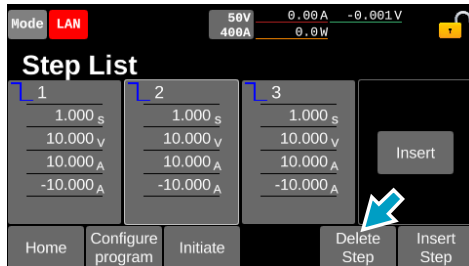 Mode LAN 50V 0.00A -0.001V
400A 0.0W
Step List
1 2 3
1.000 s 1.000 s 1.000 s
10.000 V 10.000 V 10.000 V
10.000 A 10.000 A 10.000 A
-10.000 A -10.000 A -10.000 A
Insert
Home Configure program Initiate Delete Step Insert Step